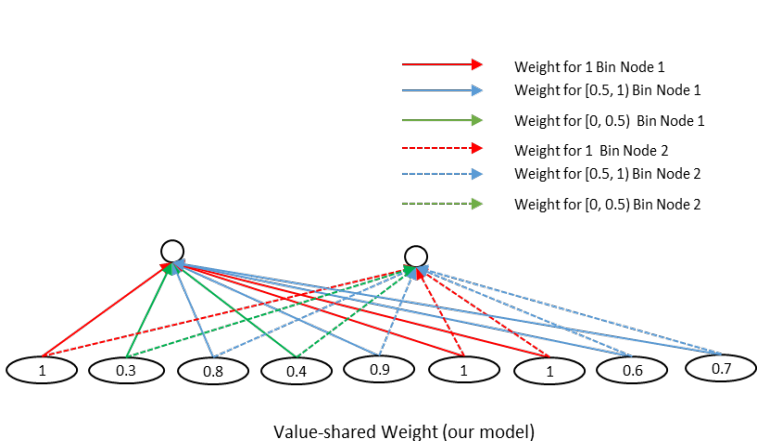 Weight for 1 Bin Node 1
Weight for [0.5, 1) Bin Node 1
Weight for [0, 0.5) Bin Node 1
Weight for 1 Bin Node 2
Weight for [0.5, 1) Bin Node 2
Weight for [0, 0.5) Bin Node 2
1 0.3 0.8 0.4 0.9 1 1 0.6 0.7
Value-shared Weight (our model)